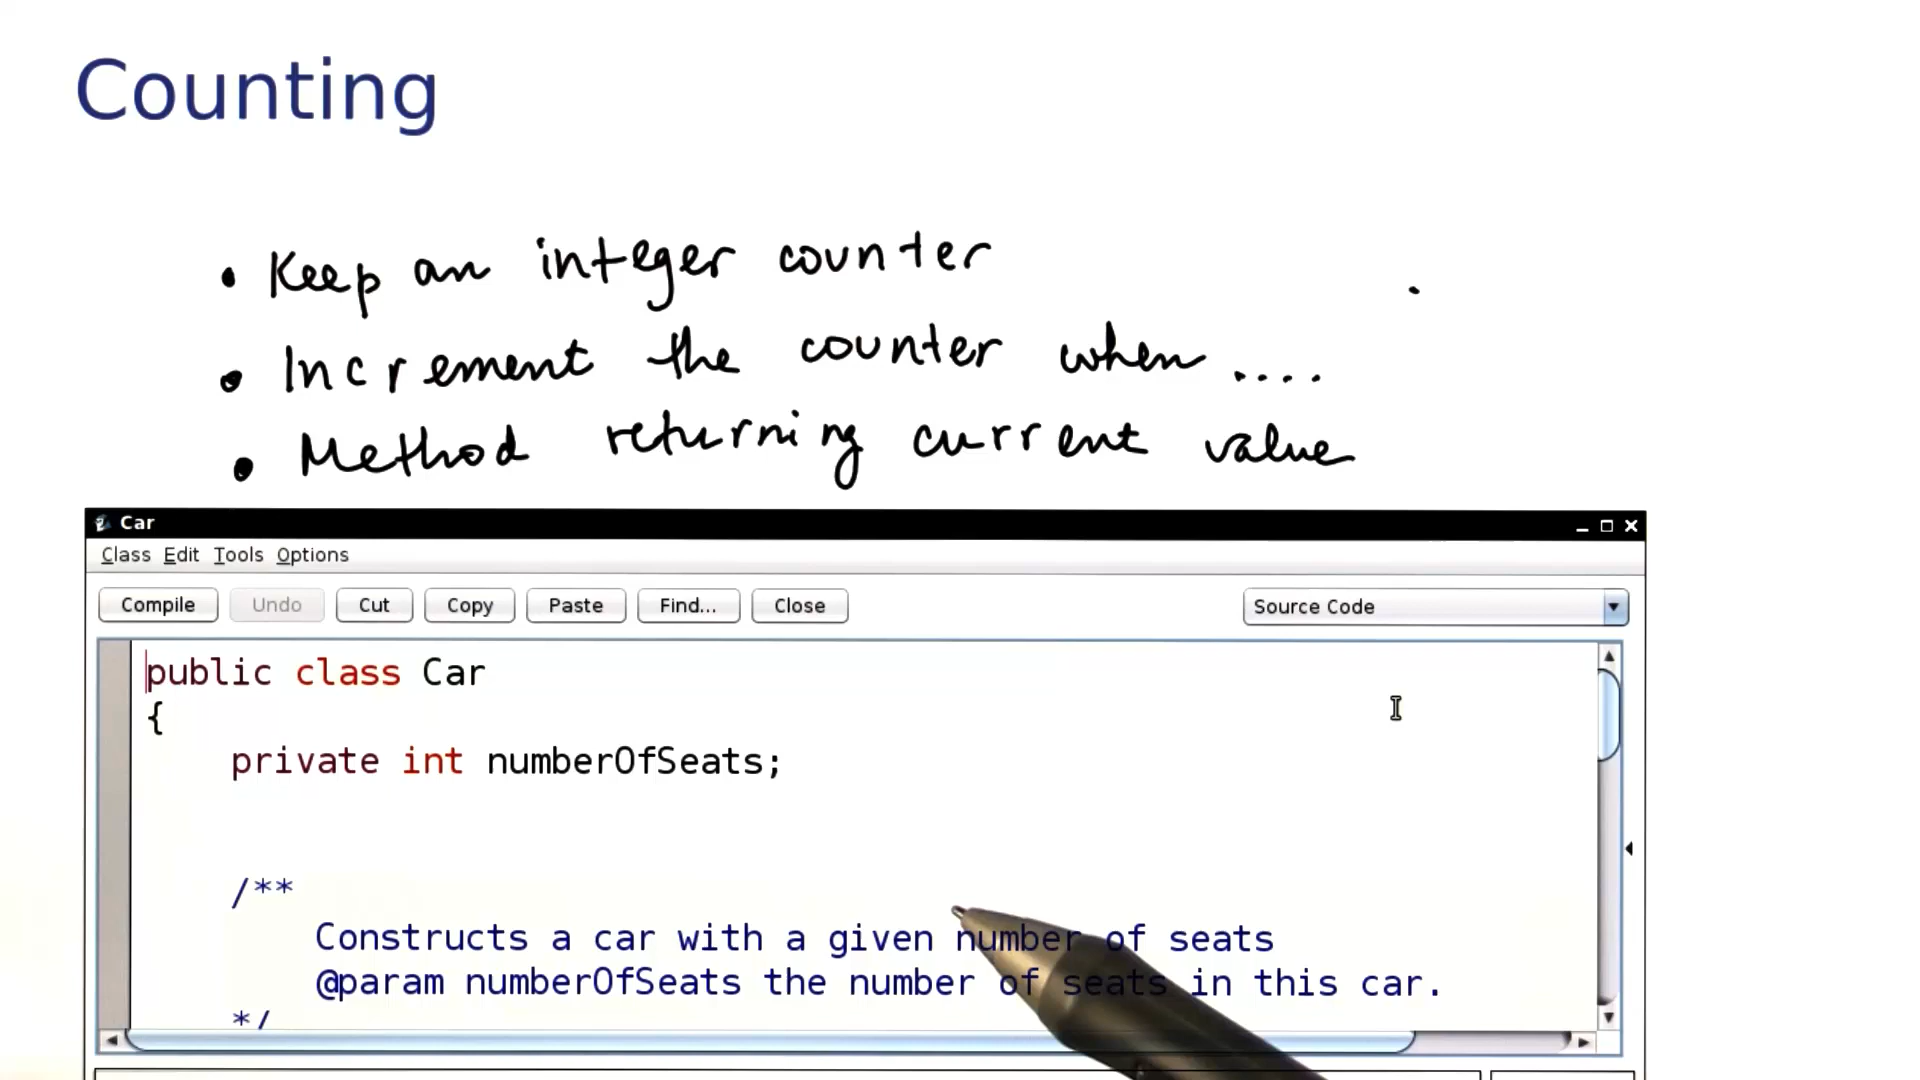 Counting
• Keep an integer counter
• Increment the counter when ....
• Method returning current value
Car
Class Edit Tools Options
Compile Undo Cut Copy Paste Find... Close Source Code
public class Car
{
private int numberOfSeats;
/**
Constructs a car with a given number of seats
@param numberOfSeats the number of seats in this car.
*/